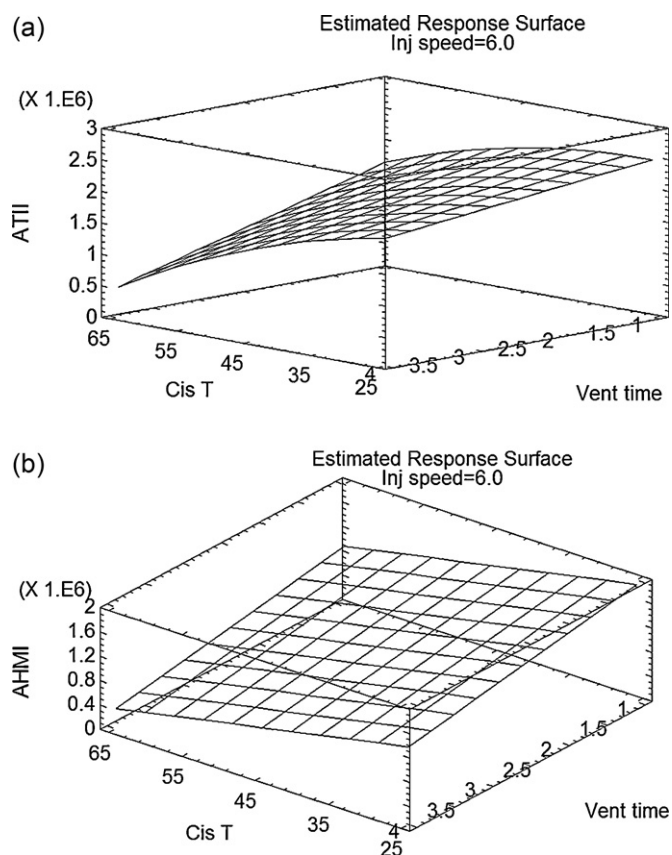 (a)
Estimated Response Surface
Inj speed=6.0
(X 1.E6)
3
2.5
2
1.5
1
0.5
0
ATII
65
55
45
35
25
Cis T
4
3.5
3
2.5
2
1.5
1
Vent time
(b)
Estimated Response Surface
Inj speed=6.0
(X 1.E6)
2
1.6
1.2
0.8
0.4
0
AHMI
65
55
45
35
25
Cis T
4
3.5
3
2.5
2
1.5
1
Vent time